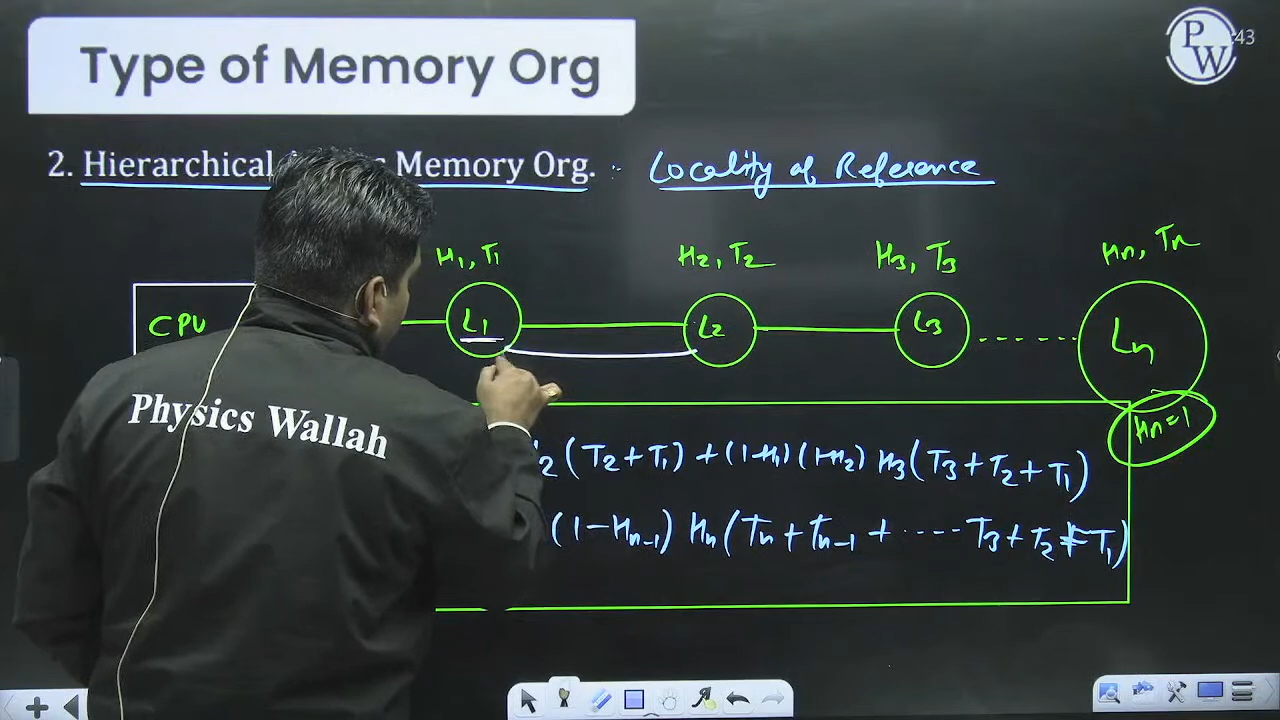 Type of Memory Org
PW
43
2. Hierarchical Memory Org. :- Locality of Reference
H1, T1
H2, T2
H3, T3
Hn, Tn
CPU
L1
L2
L3
Ln
Hn=1
2 (T2+T1) + (1-H1) (1-H2) H3 (T3+T2+T1)
(1-Hn-1) Hn (Tn+Tn-1 + ---- T3+T2+T1)
Physics Wallah